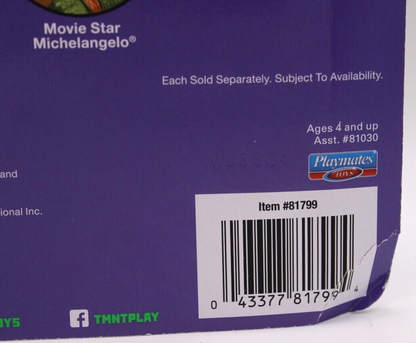 Movie Star
Michelangelo®
Each Sold Separately. Subject To Availability.
Ages 4 and up
Asst. #81030
Playmates
TOYS
and
ional Inc.
Item #81799
0 43377 81799 4
OYS
TMNTPLAY